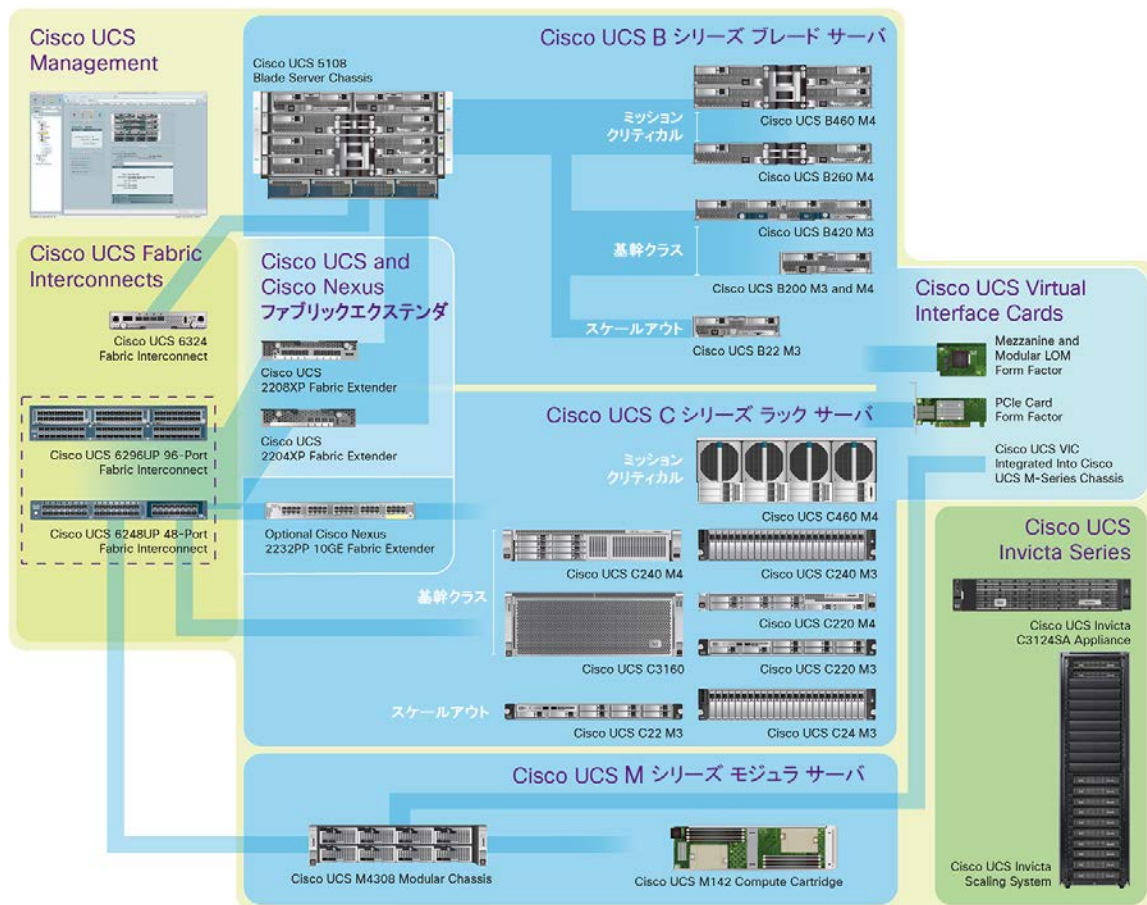 Cisco UCS
Management
Cisco UCS B シリーズ ブレード サーバ
Cisco UCS 5108
Blade Server Chassis
ミッション
クリティカル
Cisco UCS B460 M4
Cisco UCS B260 M4
Cisco UCS B420 M3
基幹クラス
Cisco UCS B200 M3 and M4
スケールアウト
Cisco UCS B22 M3
Cisco UCS Fabric
Interconnects
Cisco UCS 6324
Fabric Interconnect
Cisco UCS 6296UP 96-Port
Fabric Interconnect
Cisco UCS 6248UP 48-Port
Fabric Interconnect
Cisco UCS and
Cisco Nexus
ファブリックエクステンダ
Cisco UCS
2208XP Fabric Extender
Cisco UCS
2204XP Fabric Extender
Optional Cisco Nexus
2232PP 10GE Fabric Extender
Cisco UCS Virtual
Interface Cards
Mezzanine and
Modular LOM
Form Factor
PCIe Card
Form Factor
Cisco UCS VIC
Integrated Into Cisco
UCS M-Series Chassis
Cisco UCS C シリーズ ラック サーバ
ミッション
クリティカル
Cisco UCS C460 M4
Cisco UCS C240 M4
Cisco UCS C240 M3
基幹クラス
Cisco UCS C220 M4
Cisco UCS C3160
Cisco UCS C220 M3
スケールアウト
Cisco UCS C22 M3
Cisco UCS C24 M3
Cisco UCS
Invicta Series
Cisco UCS Invicta
C3124SA Appliance
Cisco UCS Invicta
Scaling System
Cisco UCS M シリーズ モジュラ サーバ
Cisco UCS M4308 Modular Chassis
Cisco UCS M142 Compute Cartridge